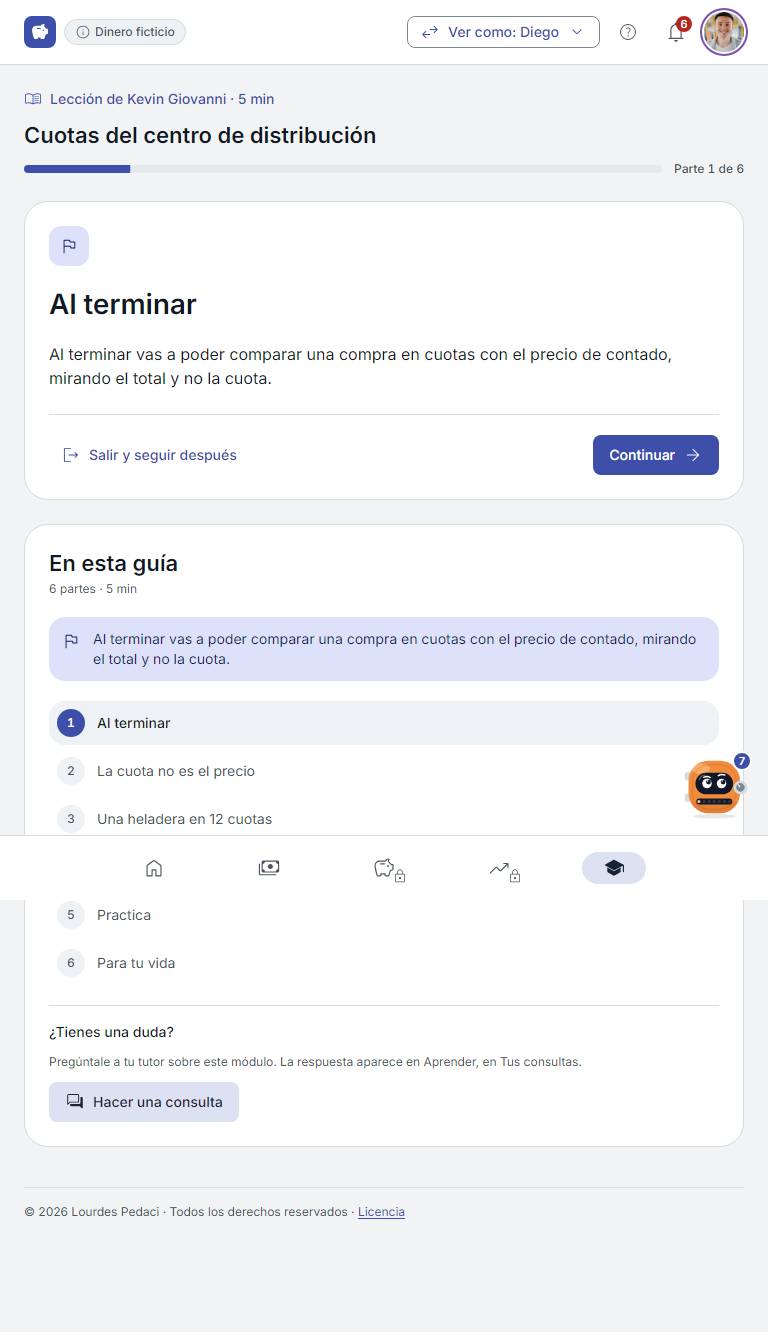 Dinero ficticio
Ver como: Diego
6
Lección de Kevin Giovanni · 5 min
Cuotas del centro de distribución
Parte 1 de 6
Al terminar
Al terminar vas a poder comparar una compra en cuotas con el precio de contado,
mirando el total y no la cuota.
Salir y seguir después
Continuar
En esta guía
6 partes · 5 min
Al terminar vas a poder comparar una compra en cuotas con el precio de contado, mirando
el total y no la cuota.
1 Al terminar
2 La cuota no es el precio
7
3 Una heladera en 12 cuotas
5 Practica
6 Para tu vida
¿Tienes una duda?
Pregúntale a tu tutor sobre este módulo. La respuesta aparece en Aprender, en Tus consultas.
Hacer una consulta
© 2026 Lourdes Pedaci · Todos los derechos reservados · Licencia